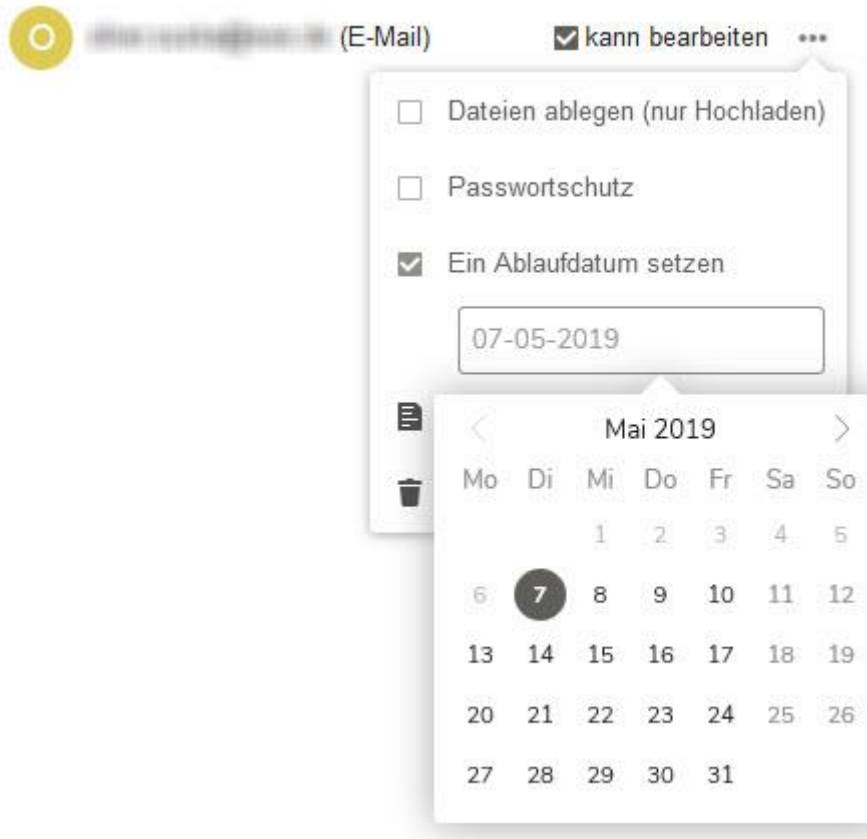 O (E-Mail) kann bearbeiten
Dateien ablegen (nur Hochladen)
Passwortschutz
Ein Ablaufdatum setzen
07-05-2019
Mai 2019
Mo Di Mi Do Fr Sa So
1 2 3 4 5
6 7 8 9 10 11 12
13 14 15 16 17 18 19
20 21 22 23 24 25 26
27 28 29 30 31